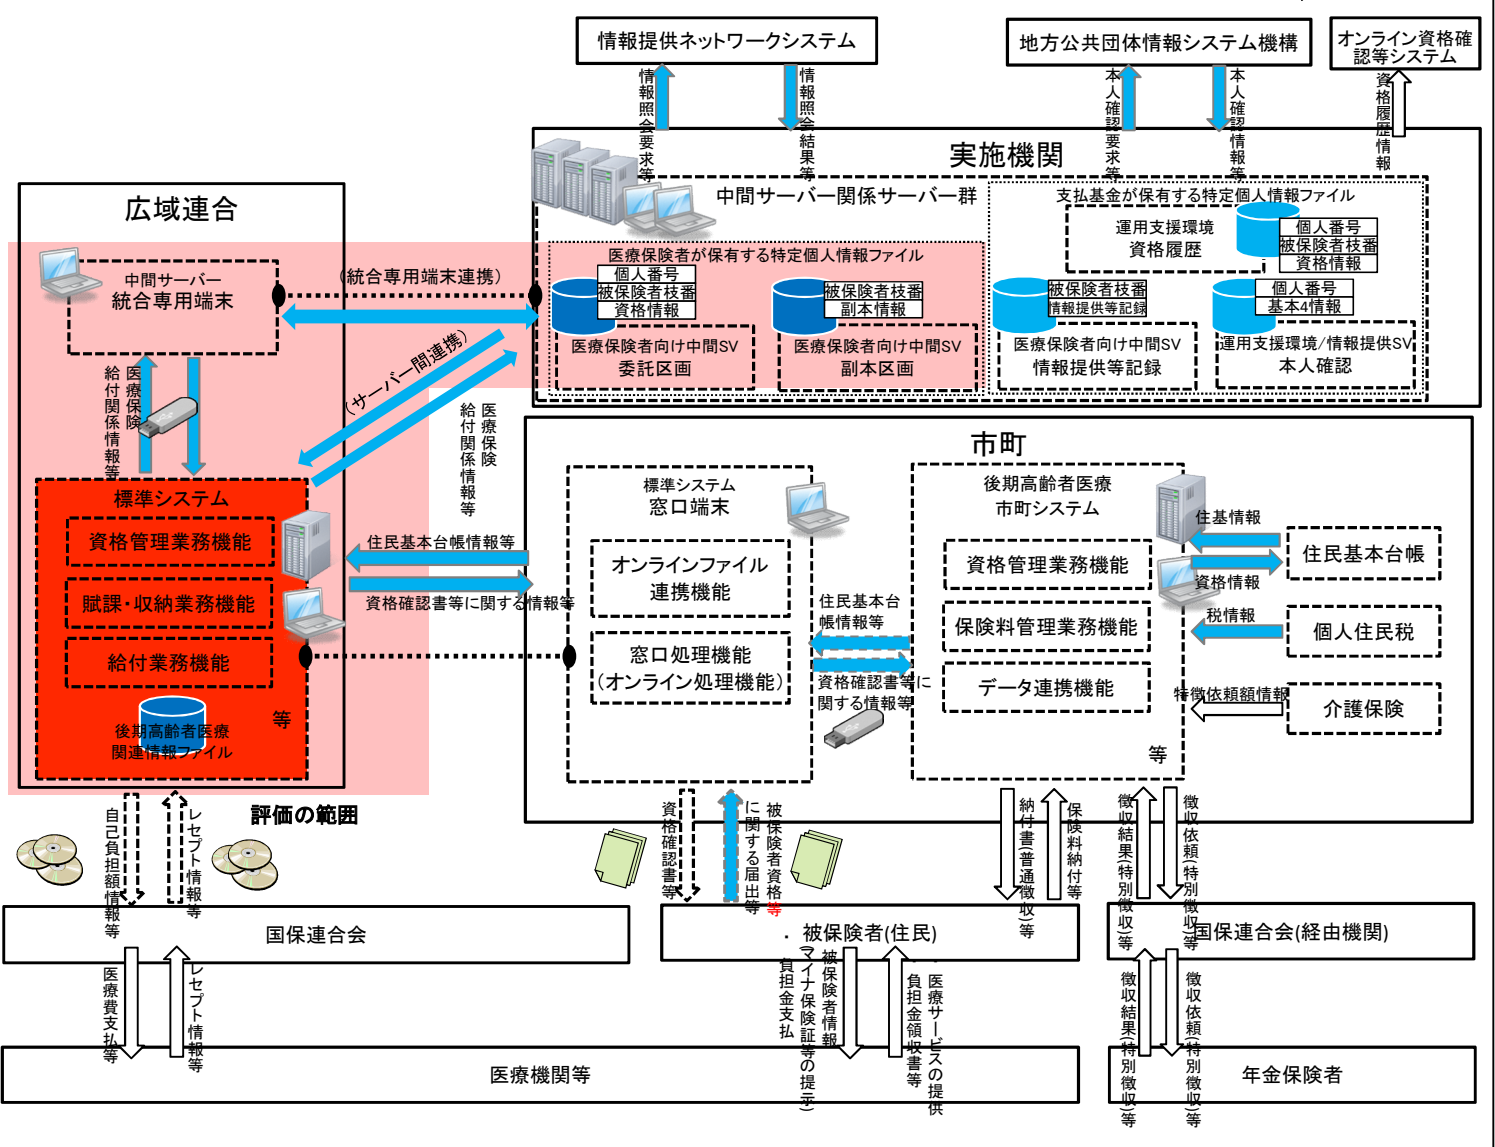 情報提供ネットワークシステム
地方公共団体情報システム機構
オンライン資格確
認等システム
情報照会要求等
情報照会結果等
本人確認要求等
本人確認情報等
資格履歴情報
実施機関
中間サーバー関係サーバー群
支払基金が保有する特定個人情報ファイル
運用支援環境
資格履歴
個人番号
被保険者枝番
資格情報
医療保険者が保有する特定個人情報ファイル
個人番号
被保険者枝番
資格情報
医療保険者向け中間SV
委託区画
被保険者枝番
副本情報
医療保険者向け中間SV
副本区画
被保険者枝番
情報提供等記録
医療保険者向け中間SV
情報提供等記録
個人番号
基本4情報
運用支援環境/情報提供SV
本人確認
広域連合
中間サーバー
統合専用端末
(統合専用端末連携)
(サーバー間連携)
医療保険
給付関係情報等
医療保険
給付関係情報等
標準システム
資格管理業務機能
賦課・収納業務機能
給付業務機能
等
後期高齢者医療
関連情報ファイル
評価の範囲
住民基本台帳情報等
資格確認書等に関する情報等
市町
標準システム
窓口端末
オンラインファイル
連携機能
窓口処理機能
(オンライン処理機能)
住民基本台
帳情報等
資格確認書等に
関する情報等
後期高齢者医療
市町システム
資格管理業務機能
保険料管理業務機能
データ連携機能
等
住基情報
資格情報
税情報
特徴依頼額情報
住民基本台帳
個人住民税
介護保険
自己負担額情報等
レセプト情報等
資格確認書等
被保険者資格等
に関する届出等
納付書(普通徴収)等
保険料納付等
徴収結果(特別徴収)等
徴収依頼(特別徴収)等
国保連合会
被保険者(住民)
国保連合会(経由機関)
医療費支払等
レセプト情報等
・被保険者情報
(マイナ保険証等の提示)
・負担金支払
・医療サービスの提供
・負担金領収書等
徴収結果(特別徴収)等
徴収依頼(特別徴収)等
医療機関等
年金保険者